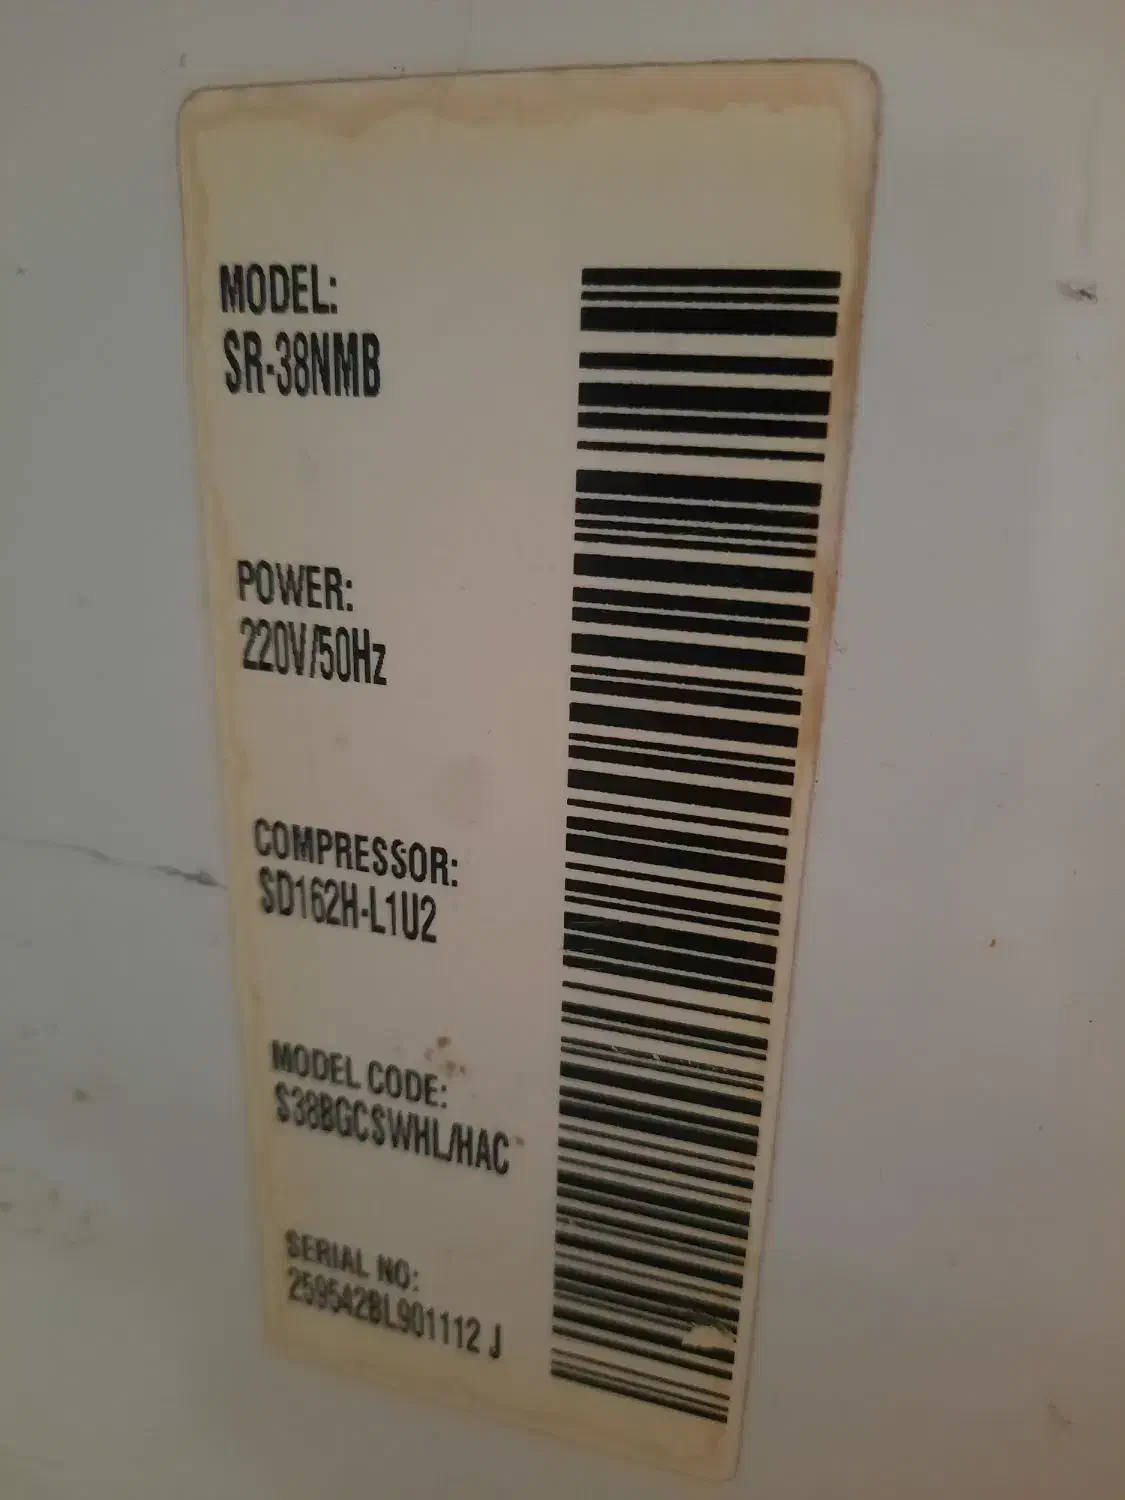 MODEL:
SR-38NMB
POWER:
220V/50Hz
COMPRESSOR:
SD162H-L1U2
MODEL CODE:
S38BGCSWHL/HAC
SERIAL NO:
259542BL901112 J